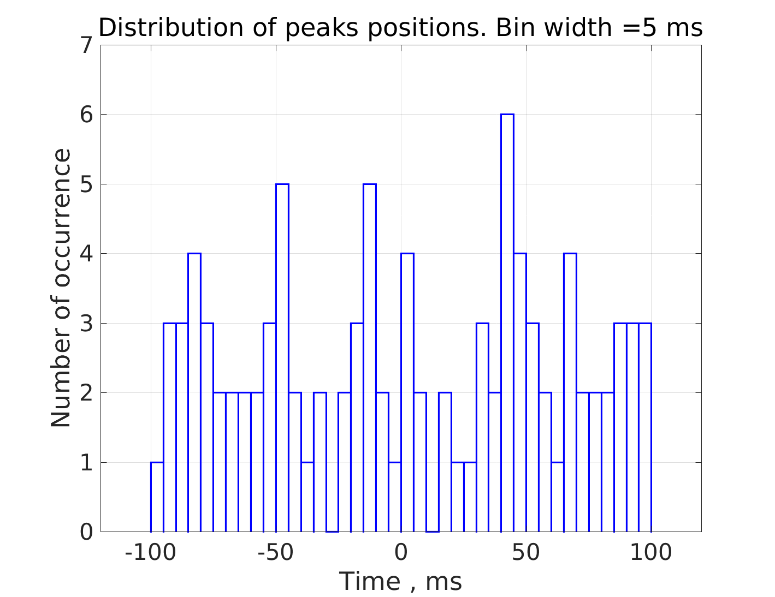 Distribution of peaks positions. Bin width =5 ms
7
6
5
4
3
2
1
0
Number of occurrence
-100 -50 0 50 100
Time , ms